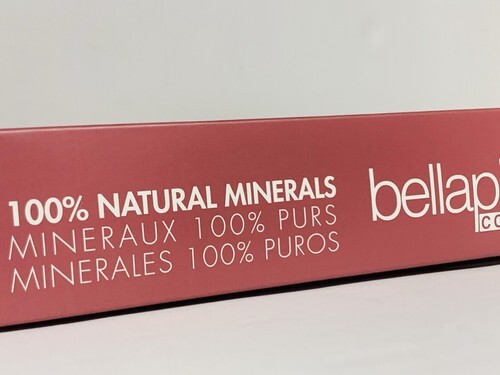 100% NATURAL MINERALS
MINERAUX 100% PURS
MINERALES 100% PUROS